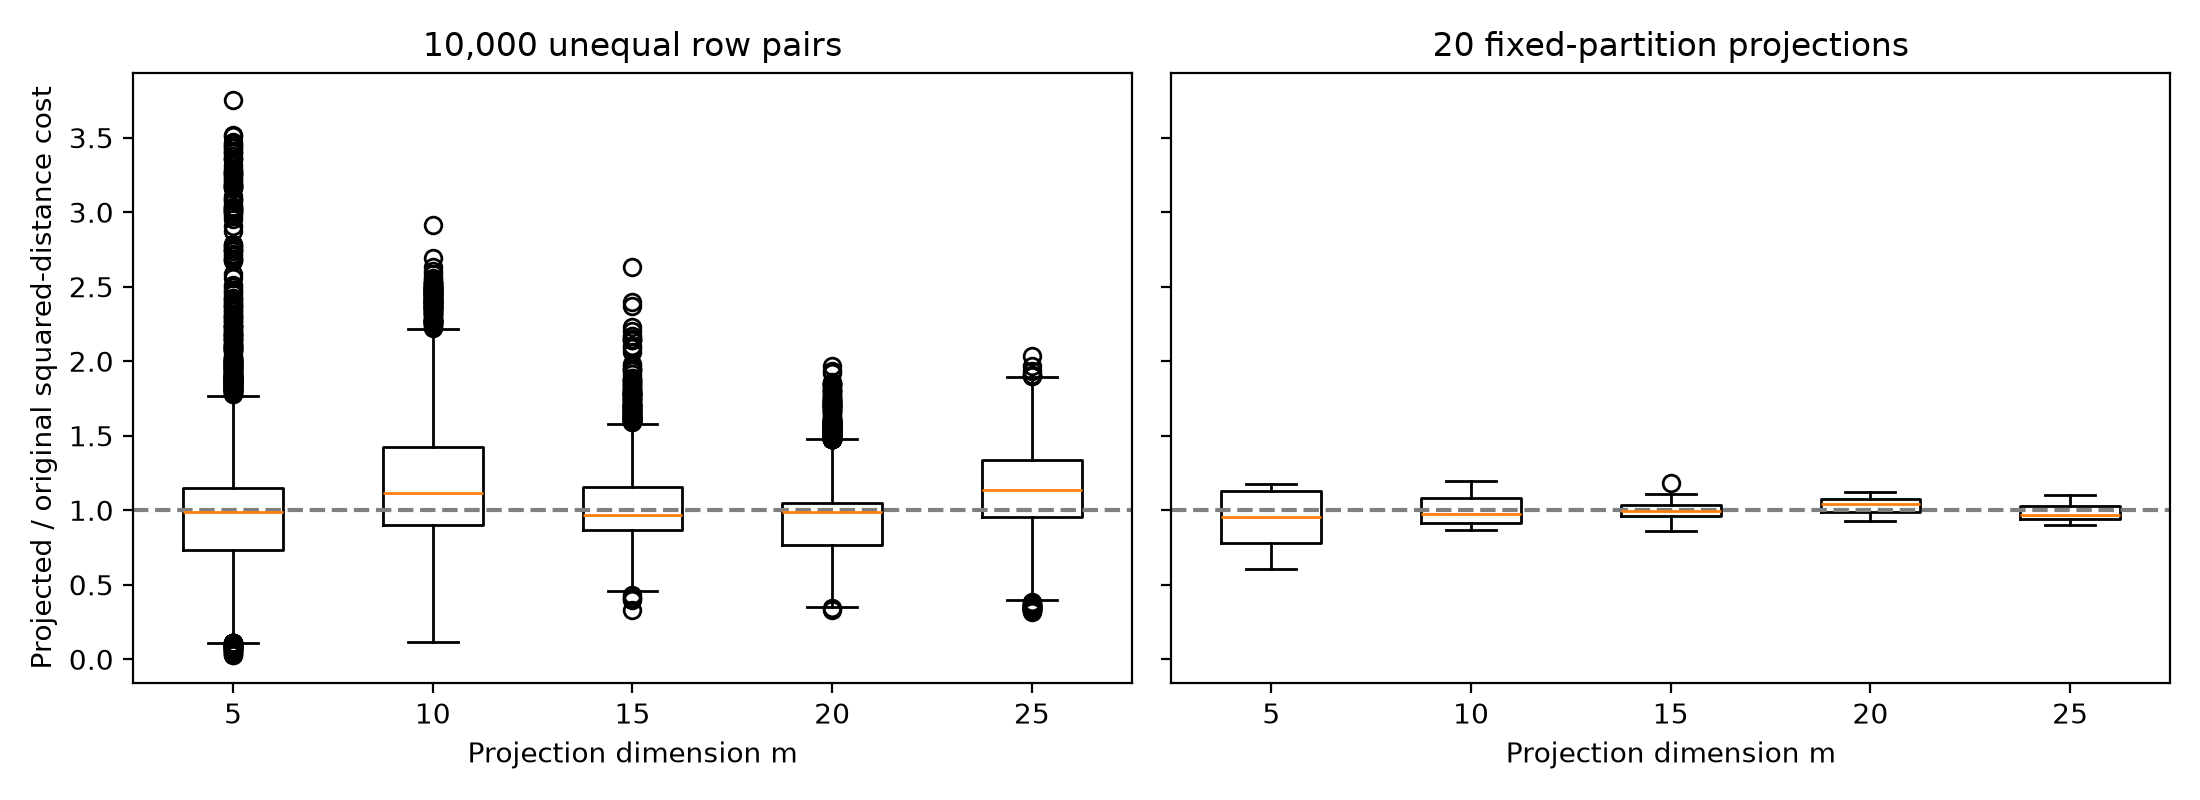 10,000 unequal row pairs
20 fixed-partition projections
Projected / original squared-distance cost
3.5
3.0
2.5
2.0
1.5
1.0
0.5
0.0
5 10 15 20 25
5 10 15 20 25
Projection dimension m
Projection dimension m